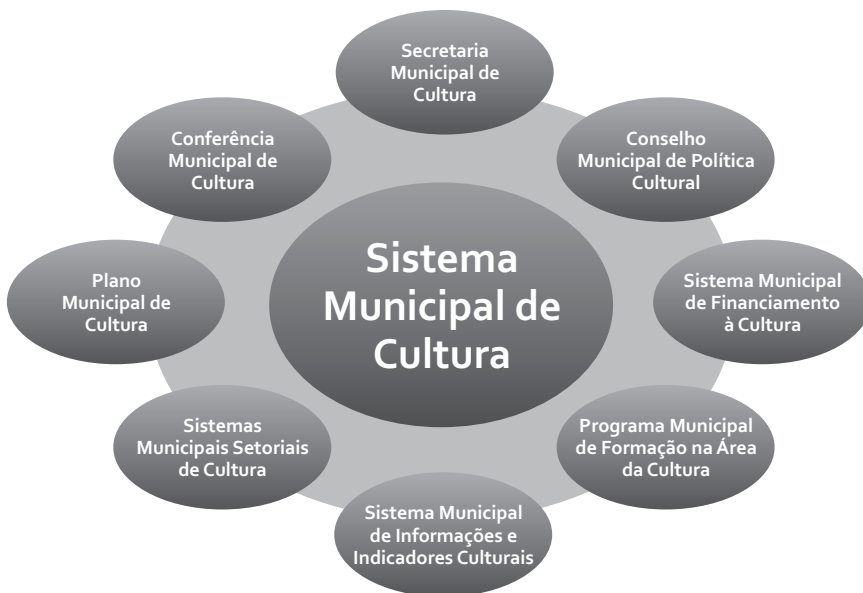 Secretaria
Municipal de
Cultura
Conferência
Municipal de
Cultura
Conselho
Municipal de Política
Cultural
Plano
Municipal de
Cultura
Sistema
Municipal de
Cultura
Sistema Municipal
de Financiamento
à Cultura
Sistemas
Municipais Setoriais
de Cultura
Programa Municipal
de Formação na Área
da Cultura
Sistema Municipal
de Informações e
Indicadores Culturais